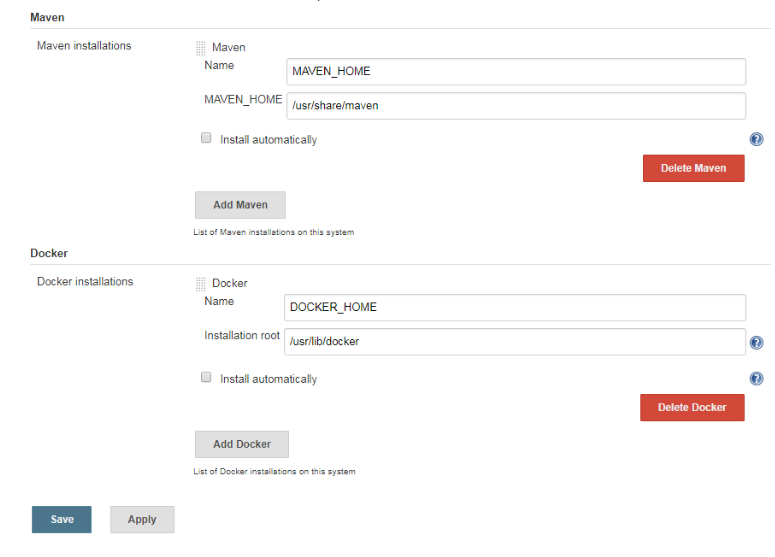 Maven
Maven installations
Maven
Name
MAVEN_HOME
MAVEN_HOME
/usr/share/maven
Install automatically
Delete Maven
Add Maven
List of Maven installations on this system
Docker
Docker installations
Docker
Name
DOCKER_HOME
Installation root
/usr/lib/docker
Install automatically
Delete Docker
Add Docker
List of Docker installations on this system
Save
Apply